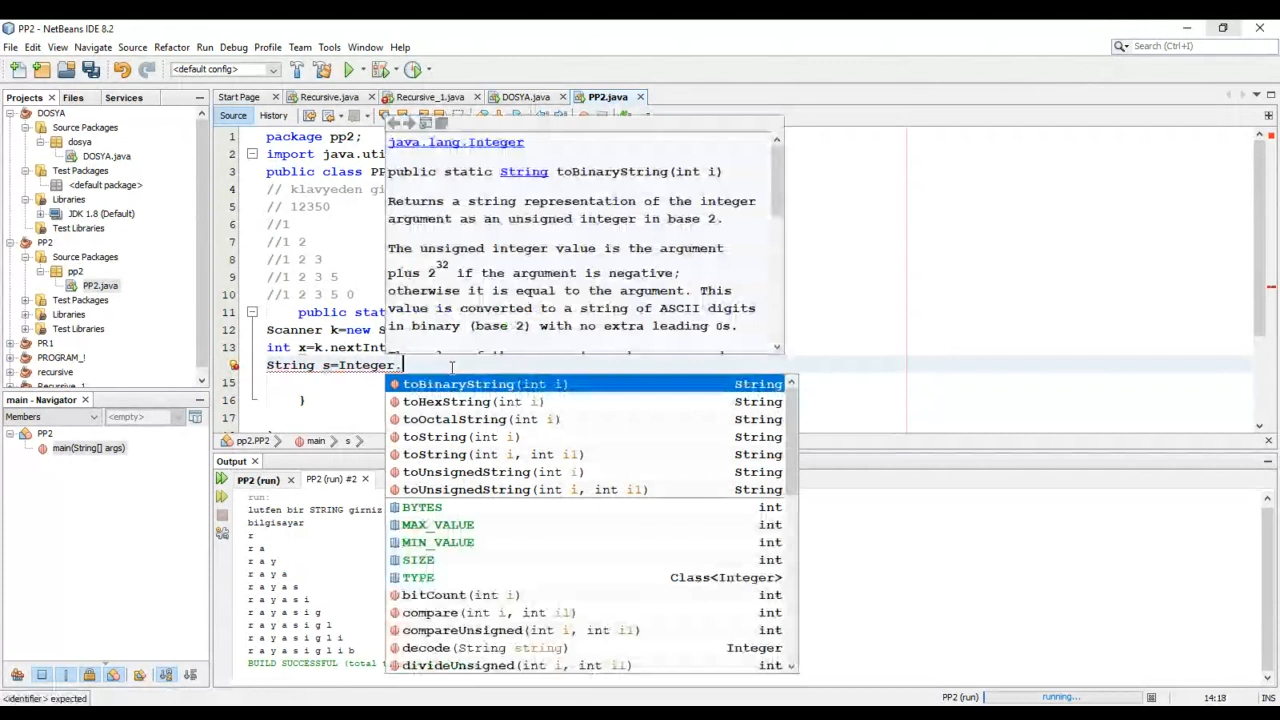 PP2 - NetBeans IDE 8.2
File Edit View Navigate Source Refactor Run Debug Profile Team Tools Window Help
Search (Ctrl+I)
<default config>
Projects Files Services
Start Page Recursive.java Recursive_1.java DOSYA.java PP2.java
Source History
DOSYA
Source Packages
dosya
DOSYA.java
Test Packages
<default package>
Libraries
JDK 1.8 (Default)
Test Libraries
PP2
Source Packages
pp2
PP2.java
Test Packages
Libraries
Test Libraries
PR1
PROGRAM_!
recursive
Recursive_1
main - Navigator
Members <empty>
PP2
main(String[] args)
1 package pp2;
2 import java.uti
3 public class PP
4 // klavyeden gi
5 // 12350
6 //1
7 //1 2
8 //1 2 3
9 //1 2 3 5
10 //1 2 3 5 0
11 public stat
12 Scanner k=new S
13 int x=k.nextInt
String s=Integer.
15
16 }
17
java.lang.Integer
public static String toBinaryString(int i)
Returns a string representation of the integer
argument as an unsigned integer in base 2.
The unsigned integer value is the argument
plus 2^32 if the argument is negative;
otherwise it is equal to the argument. This
value is converted to a string of ASCII digits
in binary (base 2) with no extra leading 0s.
toBinaryString(int i) String
toHexString(int i) String
toOctalString(int i) String
toString(int i) String
toString(int i, int i1) String
toUnsignedString(int i) String
toUnsignedString(int i, int i1) String
BYTES int
MAX_VALUE int
MIN_VALUE int
SIZE int
TYPE Class<Integer>
bitCount(int i) int
compare(int i, int i1) int
compareUnsigned(int i, int i1) int
decode(String string) Integer
divideUnsigned(int i, int i1) int
pp2.PP2 main s
Output
PP2 (run) PP2 (run) #2
run:
lutfen bir STRING girniz
bilgisayar
r
r a
r a y
r a y a
r a y a s
r a y a s i
r a y a s i g
r a y a s i g l
r a y a s i g l i
r a y a s i g l i b
BUILD SUCCESSFUL (total t
<identifier> expected
PP2 (run) running... 14:18 INS